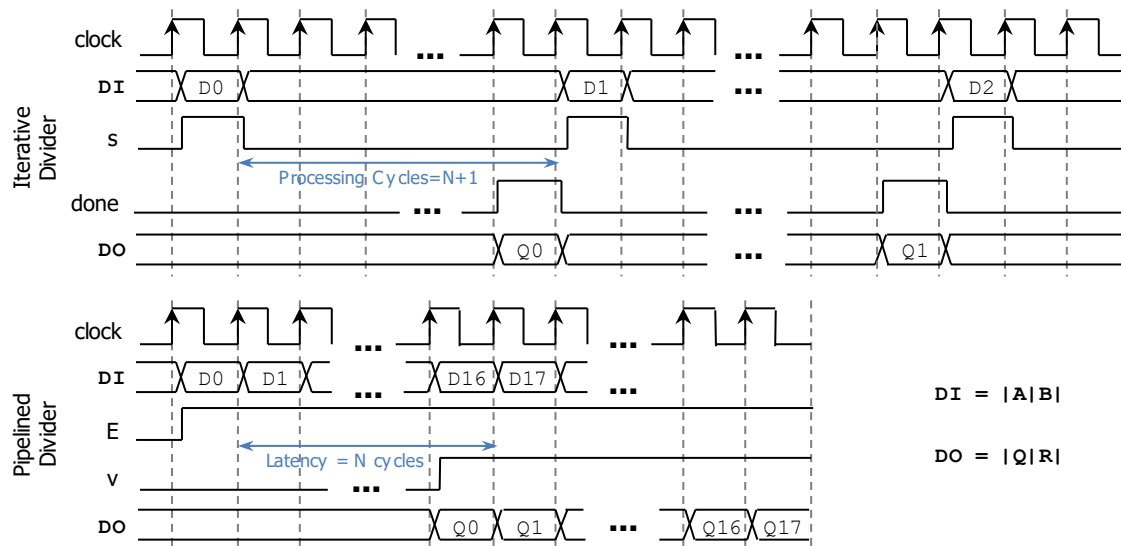 Iterative Divider
clock
...
...
DI
D0
D1
...
D2
s
Processing Cycles=N+1
done
...
...
DO
Q0
...
Q1
Pipelined Divider
clock
...
...
DI
D0
D1
...
D16
D17
...
E
Latency = N cycles
v
...
DO
Q0
Q1
...
Q16
Q17
DI = |A|B|
DO = |Q|R|